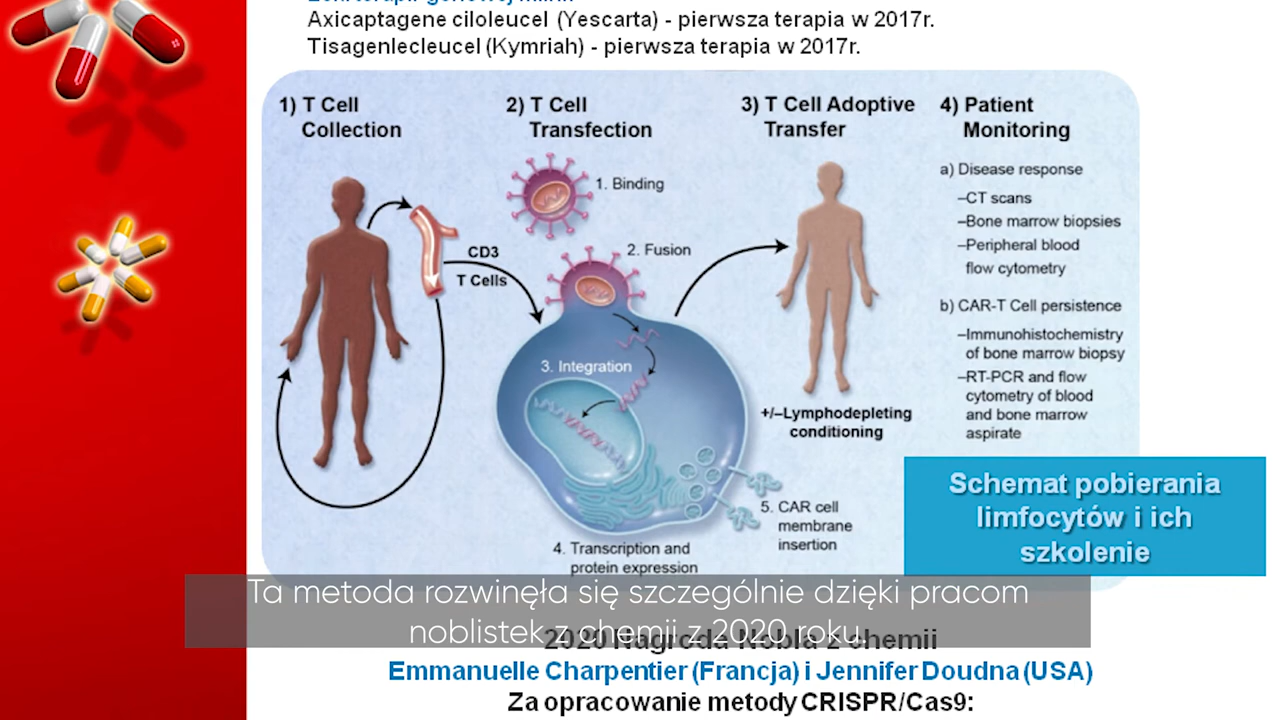 Axicaptagene ciloleucel (Yescarta) - pierwsza terapia w 2017r.
Tisagenlecleucel (Kymriah) - pierwsza terapia w 2017r.
1) T Cell
Collection
2) T Cell
Transfection
3) T Cell Adoptive
Transfer
4) Patient
Monitoring
1. Binding
2. Fusion
CD3
T Cells
3. Integration
4. Transcription and
protein expression
5. CAR cell
membrane
insertion
+/–Lymphodepleting
conditioning
a) Disease response
–CT scans
–Bone marrow biopsies
–Peripheral blood
flow cytometry
b) CAR-T Cell persistence
–Immunohistochemistry
of bone marrow biopsy
–RT-PCR and flow
cytometry of blood
and bone marrow
aspirate
Schemat pobierania
limfocytów i ich
szkolenie
Ta metoda rozwinęła się szczególnie dzięki pracom
noblistek z chemii z 2020 roku.
2020 Nagroda Nobla z chemii
Emmanuelle Charpentier (Francja) i Jennifer Doudna (USA)
Za opracowanie metody CRISPR/Cas9: